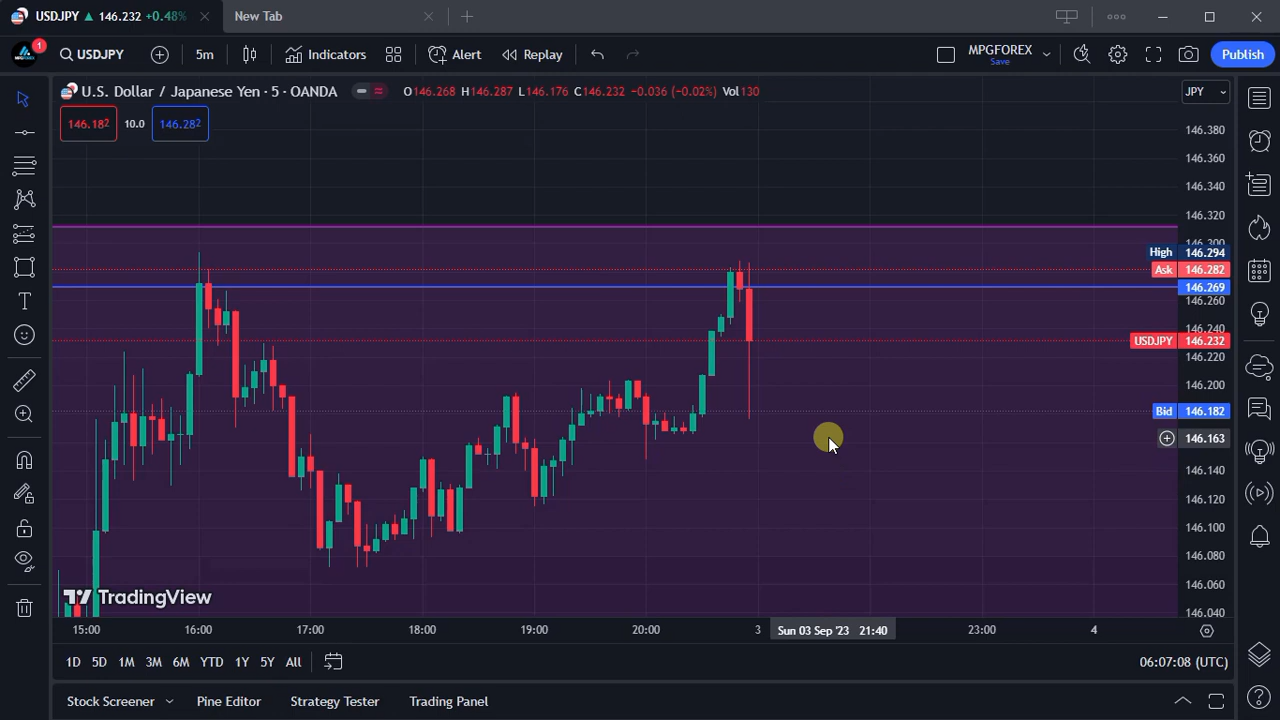 USDJPY ▲ 146.232 +0.48%
New Tab
1
USDJPY
5m
Indicators
Alert
Replay
MPGFOREX
Save
Publish
U.S. Dollar / Japanese Yen · 5 · OANDA
O146.268 H146.287 L146.176 C146.232 −0.036 (−0.02%) Vol130
JPY
146.182
10.0
146.282
146.380
146.360
146.340
146.320
146.300
High 146.294
Ask 146.282
146.269
146.260
146.240
USDJPY 146.232
146.220
146.200
Bid 146.182
146.163
146.140
146.120
146.100
146.080
146.060
146.040
TradingView
15:00
16:00
17:00
18:00
19:00
20:00
3
Sun 03 Sep '23 21:40
23:00
4
1D
5D
1M
3M
6M
YTD
1Y
5Y
All
06:07:08 (UTC)
Stock Screener
Pine Editor
Strategy Tester
Trading Panel